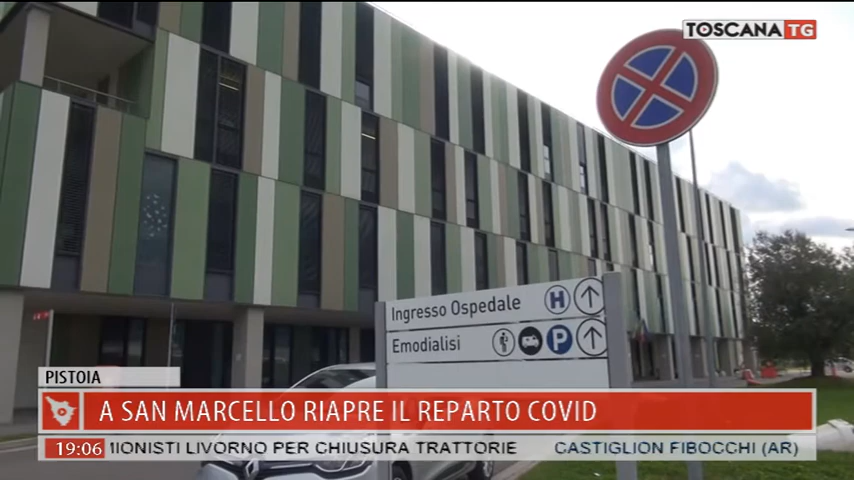 TOSCANA TG
Ingresso Ospedale H
Emodialisi P
PISTOIA
A SAN MARCELLO RIAPRE IL REPARTO COVID
19:06 IONISTI LIVORNO PER CHIUSURA TRATTORIE CASTIGLION FIBOCCHI (AR)